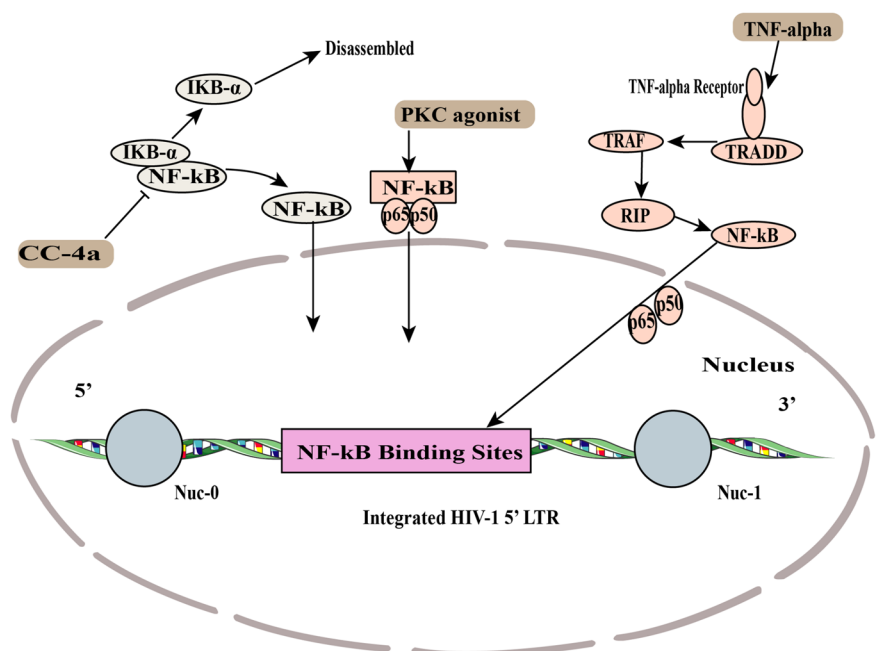 TNF-alpha
Disassembled
IKB-α
TNF-alpha Receptor
PKC agonist
IKB-α
NF-kB
TRAF
TRADD
NF-kB
p65
p50
NF-kB
RIP
NF-kB
CC-4a
p65
p50
Nucleus
5’
3’
NF-kB Binding Sites
Nuc-0
Nuc-1
Integrated HIV-1 5’ LTR